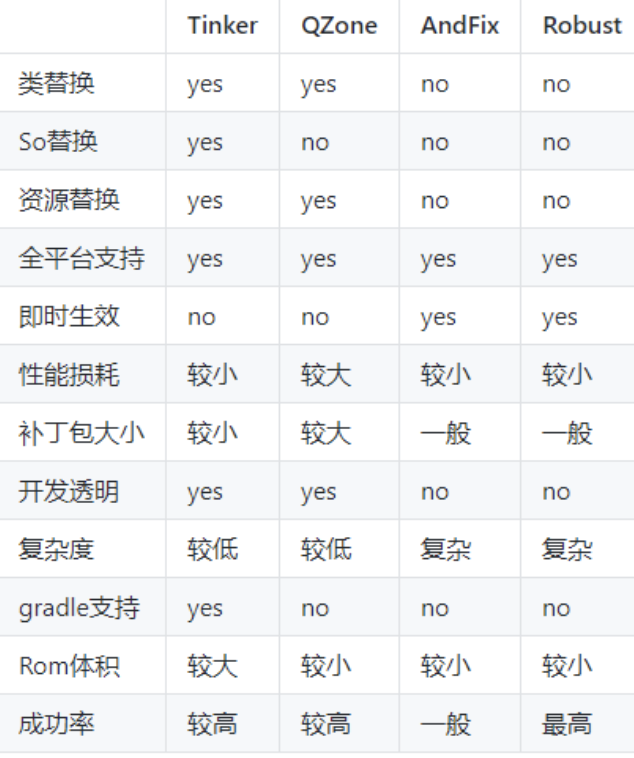 Tinker QZone AndFix Robust
类替换 yes yes no no
So替换 yes no no no
资源替换 yes yes no no
全平台支持 yes yes yes yes
即时生效 no no yes yes
性能损耗 较小 较大 较小 较小
补丁包大小 较小 较大 一般 一般
开发透明 yes yes no no
复杂度 较低 较低 复杂 复杂
gradle支持 yes no no no
Rom体积 较大 较小 较小 较小
成功率 较高 较高 一般 最高